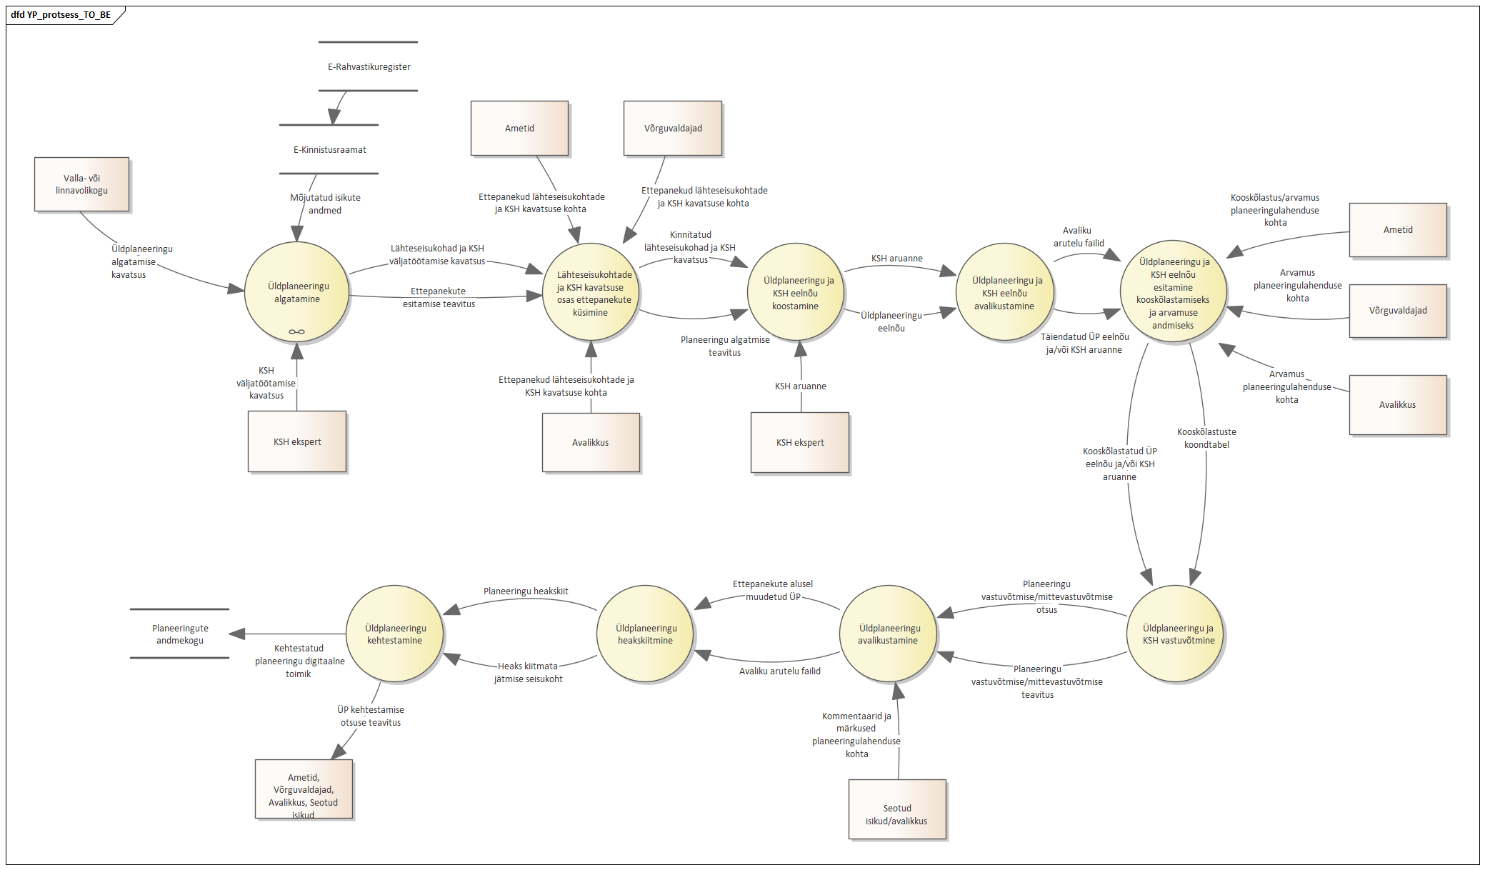 dfd YP_protsess_TO_BE
E-Rahvastikuregister
E-Kinnistusraamat
Mõjutatud isikute
andmed
Valla- või
linnavolikogu
Üldplaneeringu
algatamise
kavatsus
Üldplaneeringu
algatamine
KSH
väljatöötamise
kavatsus
KSH ekspert
Lähteseisukohad ja KSH
väljatöötamise kavatsus
Ettepanekute
esitamise teavitus
Ametid
Võrguvaldajad
Ettepanekud lähteseisukohtade
ja KSH kavatsuse kohta
Ettepanekud lähteseisukohtade
ja KSH kavatsuse kohta
Lähteseisukohtade
ja KSH kavatsuse
osas ettepanekute
küsimine
Ettepanekud lähteseisukohtade ja
KSH kavatsuse kohta
Avalikkus
Kinnitatud
lähteseisukohad ja KSH
kavatsus
Planeeringu algatmise
teavitus
Üldplaneeringu ja
KSH eelnõu
koostamine
KSH aruanne
KSH ekspert
KSH aruanne
Üldplaneeringu
eelnõu
Üldplaneeringu ja
KSH eelnõu
avalikustamine
Avaliku
arutelu failid
Täiendatud ÜP eelnõu
ja/või KSH aruanne
Üldplaneeringu ja
KSH eelnõu
esitamine
kooskõlastamiseks
ja arvamuse
andmiseks
Kooskõlastus/arvamus
planeeringulahenduse
kohta
Ametid
Arvamus
planeeringulahenduse
kohta
Võrguvaldajad
Arvamus
planeeringulahenduse
kohta
Avalikkus
Kooskõlastatud ÜP
eelnõu ja/või KSH
aruanne
Kooskõlastuste
koondtabel
Üldplaneeringu ja
KSH vastuvõtmine
Planeeringu
vastuvõtmise/mittevastuvõtmise
otsus
Planeeringu
vastuvõtmise/mittevastuvõtmise
teavitus
Üldplaneeringu
avalikustamine
Kommentaarid ja
märkused
planeeringulahenduse
kohta
Seotud
isikud/avalikkus
Ettepanekute alusel
muudetud ÜP
Avaliku arutelu failid
Üldplaneeringu
heakskiitmine
Planeeringu heakskiit
Heaks kiitmata
jätmise seisukoht
Üldplaneeringu
kehtestamine
Kehtestatud
planeeringu digitaalne
toimik
Planeeringute
andmekogu
ÜP kehtestamise
otsuse teavitus
Ametid,
Võrguvaldajad,
Avalikkus, Seotud
isikud